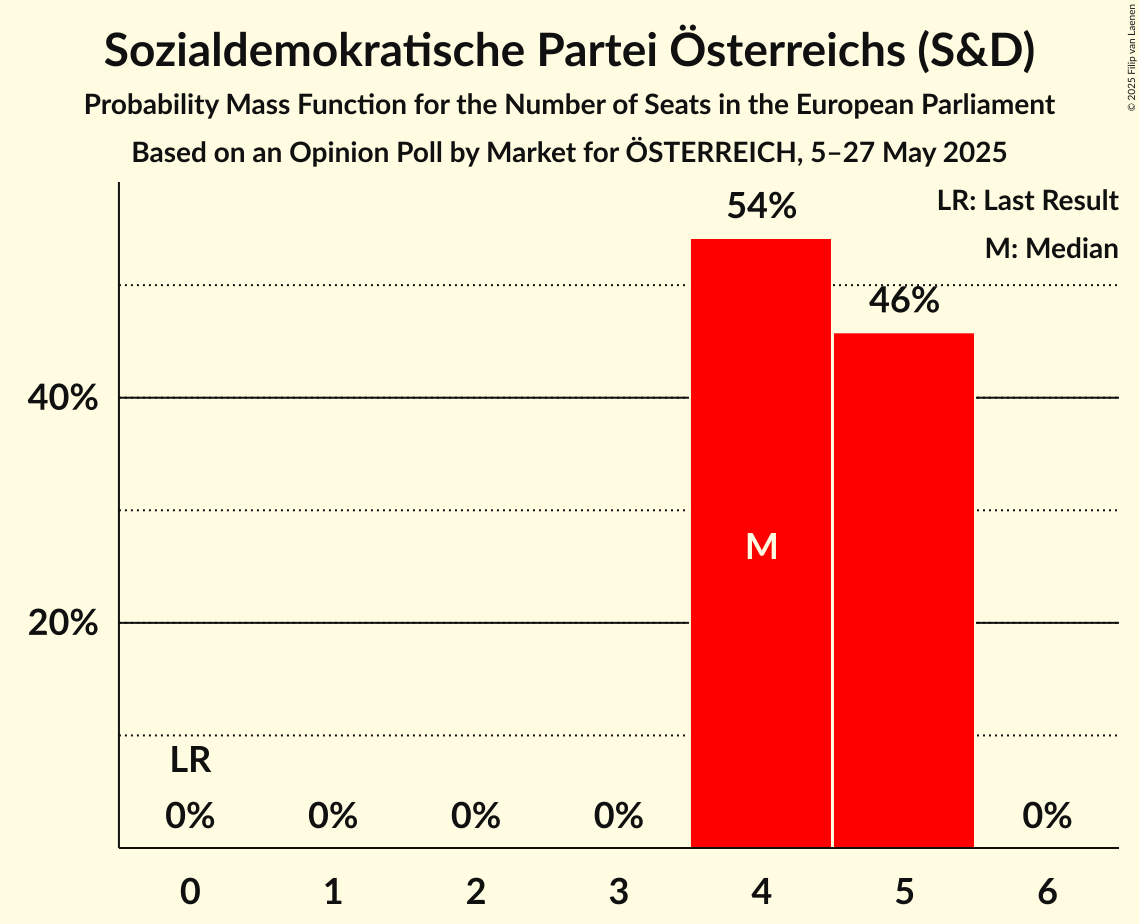 Sozialdemokratische Partei Österreichs (S&D)
Probability Mass Function for the Number of Seats in the European Parliament
Based on an Opinion Poll by Market for ÖSTERREICH, 5–27 May 2025
© 2025 Filip van Laenen
LR: Last Result
M: Median
54%
46%
40%
M
20%
LR
0%
0%
0%
0%
0%
0
1
2
3
4
5
6